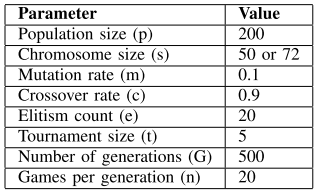 Parameter Value
Population size (p) 200
Chromosome size (s) 50 or 72
Mutation rate (m) 0.1
Crossover rate (c) 0.9
Elitism count (e) 20
Tournament size (t) 5
Number of generations (G) 500
Games per generation (n) 20